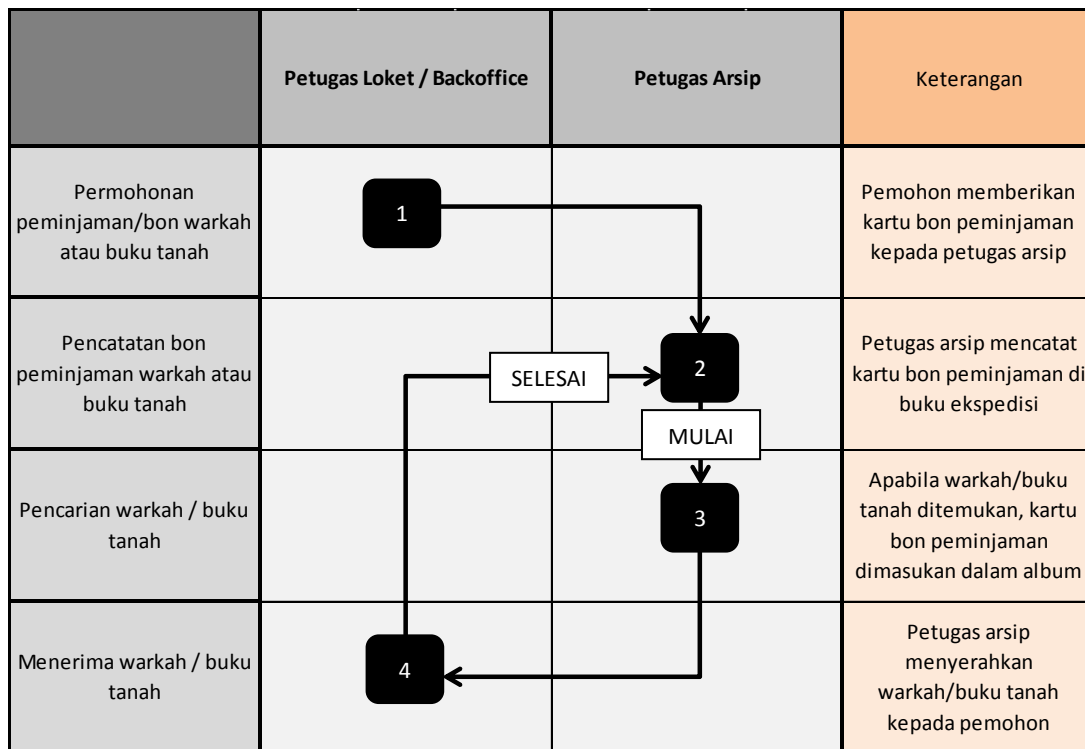 Petugas Loket / Backoffice
Petugas Arsip
Keterangan
Permohonan
peminjaman/bon warkah
atau buku tanah
1
Pemohon memberikan
kartu bon peminjaman
kepada petugas arsip
Pencatatan bon
peminjaman warkah atau
buku tanah
SELESAI
2
MULAI
Petugas arsip mencatat
kartu bon peminjaman di
buku ekspedisi
Pencarian warkah / buku
tanah
3
Apabila warkah/buku
tanah ditemukan, kartu
bon peminjaman
dimasukan dalam album
Menerima warkah / buku
tanah
4
Petugas arsip
menyerahkan
warkah/buku tanah
kepada pemohon